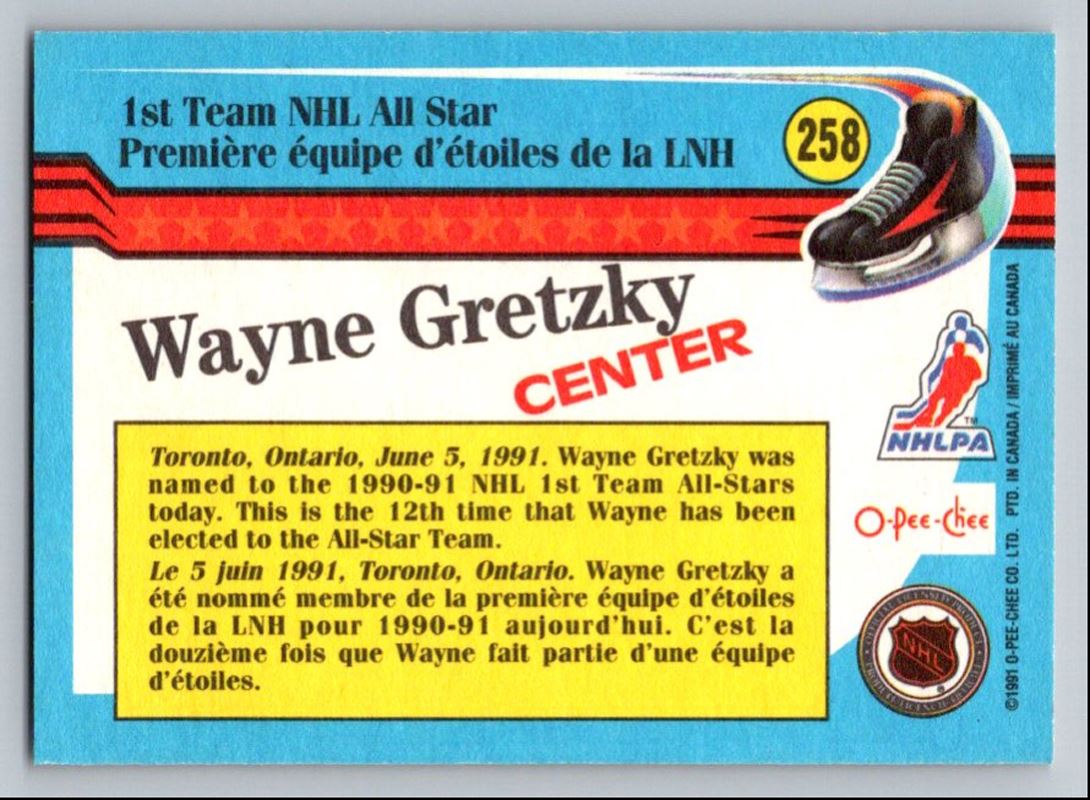 1st Team NHL All Star
Première équipe d'étoiles de la LNH
258
Wayne Gretzky
CENTER
Toronto, Ontario, June 5, 1991. Wayne Gretzky was
named to the 1990-91 NHL 1st Team All-Stars
today. This is the 12th time that Wayne has been
elected to the All-Star Team.
Le 5 juin 1991, Toronto, Ontario. Wayne Gretzky a
été nommé membre de la première équipe d'étoiles
de la LNH pour 1990-91 aujourd'hui. C'est la
douzième fois que Wayne fait partie d'une équipe
d'étoiles.
TM
NHLPA
O-Pee-Chee
NHL
©1991 O-PEE-CHEE CO. LTD. PTD. IN CANADA / IMPRIMÉ AU CANADA